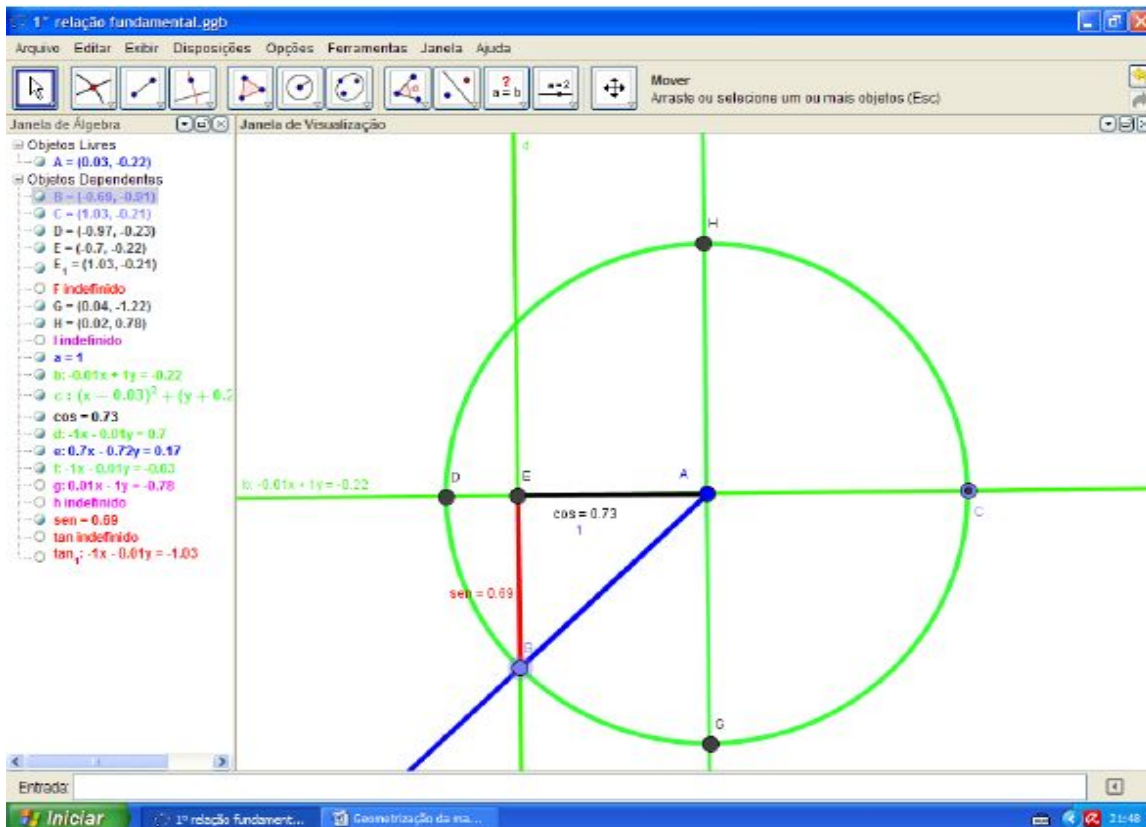 1° relação fundamental.ggb
Arquivo Editar Exibir Disposições Opções Ferramentas Janela Ajuda
? a = b
a=2
Mover
Arraste ou selecione um ou mais objetos (Esc)
Janela de Álgebra
Janela de Visualização
Objetos Livres
A = (0.03, -0.22)
Objetos Dependentes
B = (-0.69, -0.91)
C = (1.03, -0.21)
D = (-0.97, -0.23)
E = (-0.7, -0.22)
E₁ = (1.03, -0.21)
F indefinido
G = (0.04, -1.22)
H = (0.02, 0.78)
I indefinido
a = 1
b: -0.01x + 1y = -0.22
c : (x − 0.03)² + (y + 0.2
cos = 0.73
d: -1x - 0.01y = 0.7
e: 0.7x - 0.72y = 0.17
f: -1x - 0.01y = -0.03
g: 0.01x - 1y = -0.78
h indefinido
sen = 0.69
tan indefinido
tan₁: -1x - 0.01y = -1.03
d
H
D
E
A
C
b: -0.01x + 1y = -0.22
cos = 0.73
1
sen = 0.69
B
G
Entrada:
Iniciar
1° relação fundament...
Geometrização da ma...
21:48